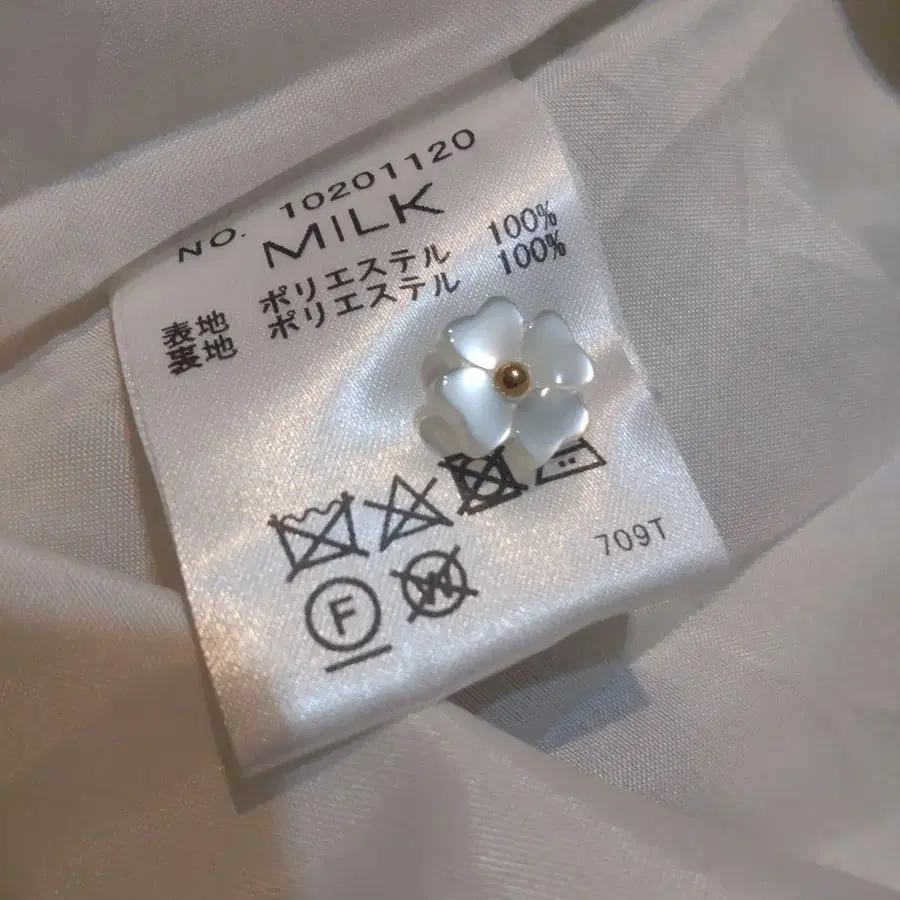 NO. 10201120
MILK
表地 ポリエステル 100%
裏地 ポリエステル 100%
F
W
709T